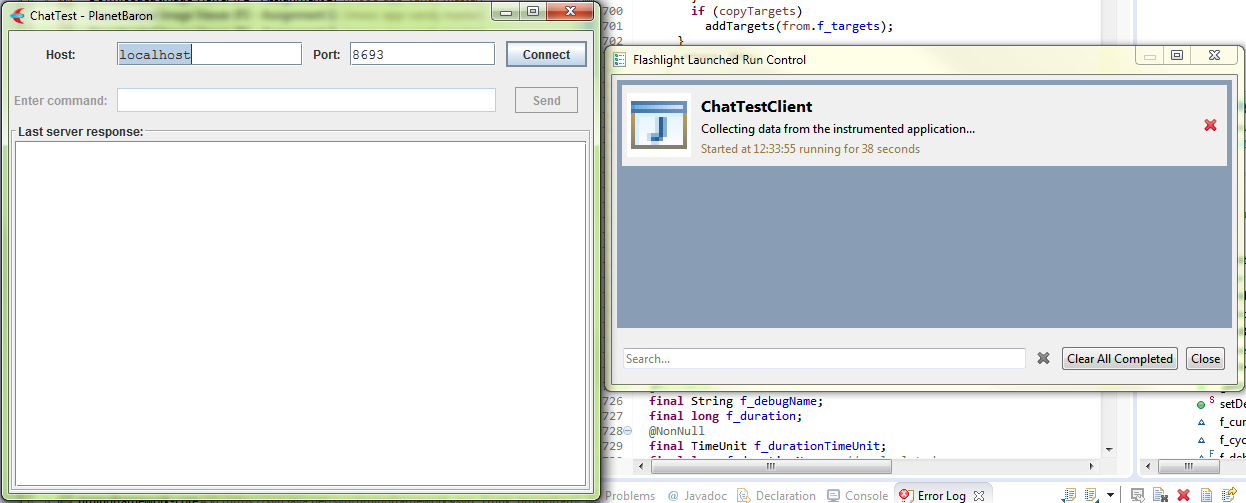 ChatTest - PlanetBaron
Host:
localhost
Port:
8693
Connect
Enter command:
Send
Last server response:
700
if (copyTargets)
701
addTargets(from.f_targets);
702
}
Flashlight Launched Run Control
ChatTestClient
Collecting data from the instrumented application...
Started at 12:33:55 running for 38 seconds
Search...
Clear All Completed
Close
726
final String f_debugName;
727
final long f_duration;
728
@NonNull
729
final TimeUnit f_durationTimeUnit;
setDe
f_cur
f_cyc
Problems
@ Javadoc
Declaration
Console
Error Log